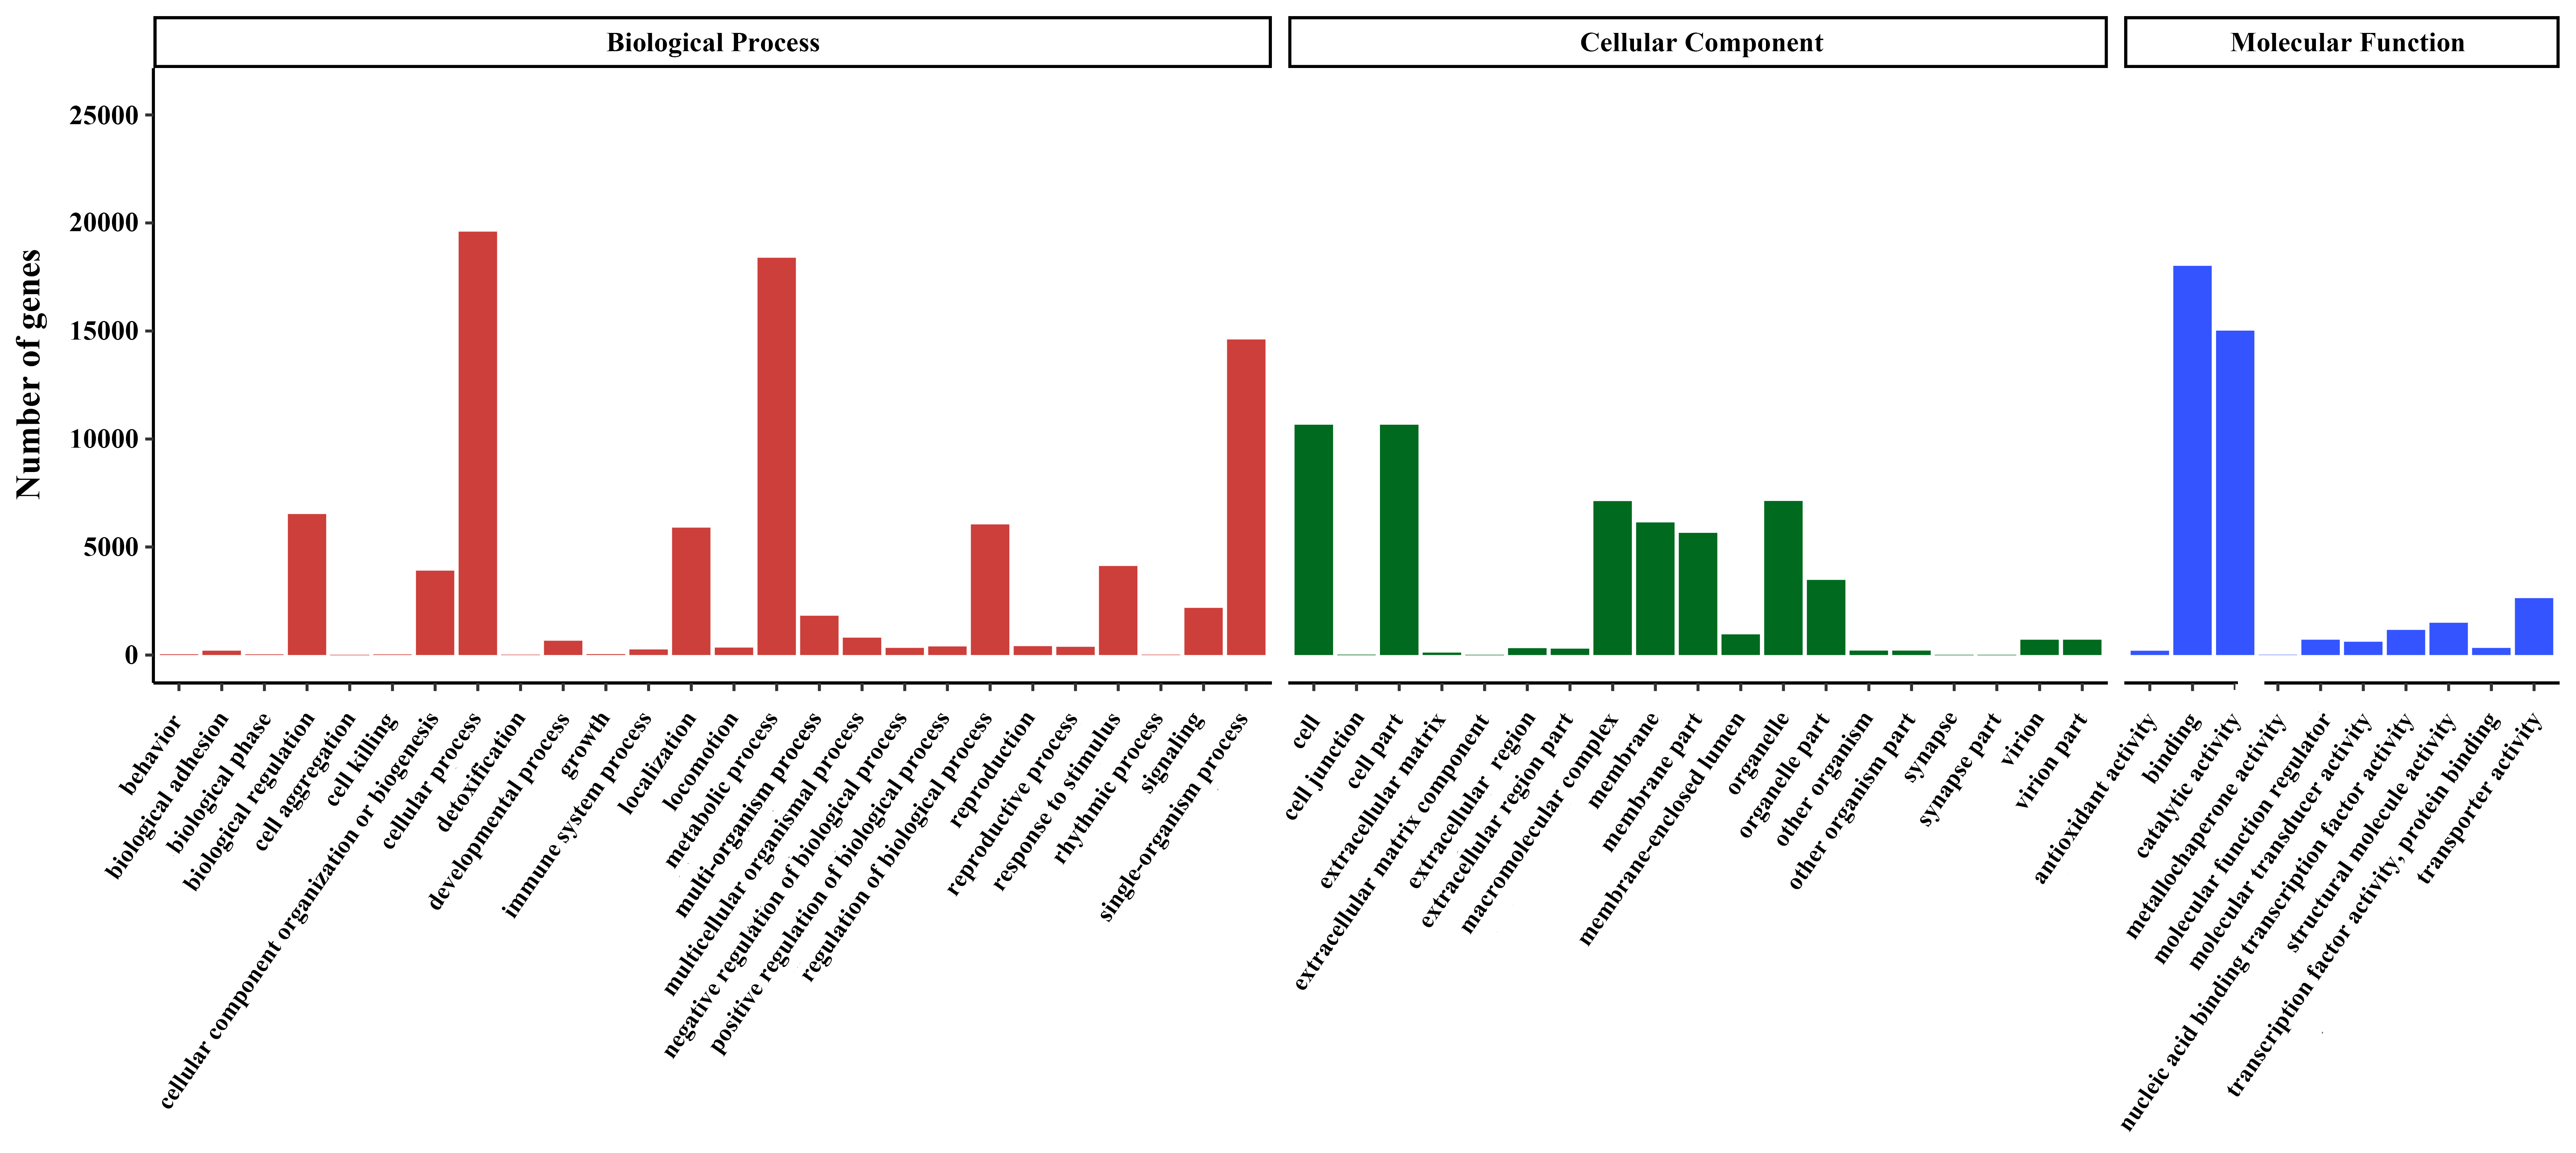 Biological Process
Cellular Component
Molecular Function
Number of genes
25000
20000
15000
10000
5000
0
behavior
biological adhesion
biological phase
biological regulation
cell aggregation
cell killing
cellular component organization or biogenesis
cellular process
detoxification
developmental process
growth
immune system process
localization
locomotion
metabolic process
multi-organism process
multicellular organismal process
negative regulation of biological process
positive regulation of biological process
regulation of biological process
reproduction
reproductive process
response to stimulus
rhythmic process
signaling
single-organism process
cell
cell junction
cell part
extracellular matrix
extracellular matrix component
extracellular region
extracellular region part
macromolecular complex
membrane
membrane part
membrane-enclosed lumen
organelle
organelle part
other organism
other organism part
synapse
synapse part
virion
virion part
antioxidant activity
binding
catalytic activity
metallochaperone activity
molecular function regulator
molecular transducer activity
nucleic acid binding transcription factor activity
structural molecule activity
transcription factor activity, protein binding
transporter activity